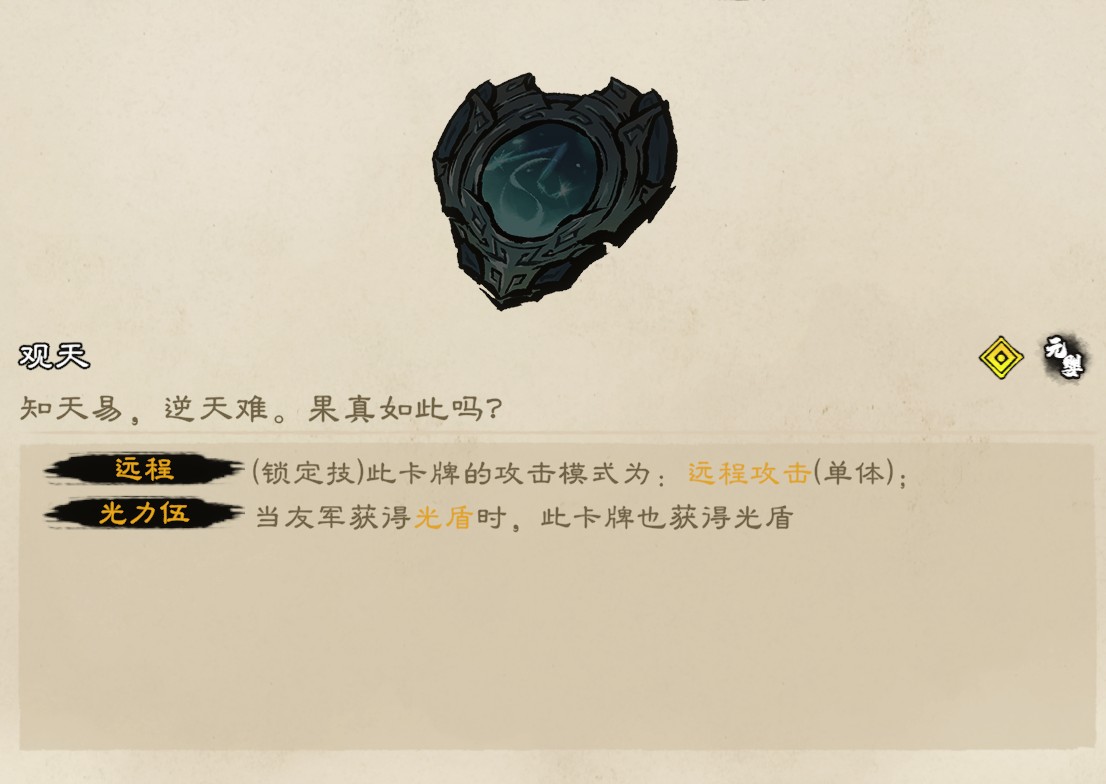 观天
元婴
知天易，逆天难。果真如此吗？
远程 (锁定技)此卡牌的攻击模式为：远程攻击(单体)；
光力伍 当友军获得光盾时，此卡牌也获得光盾